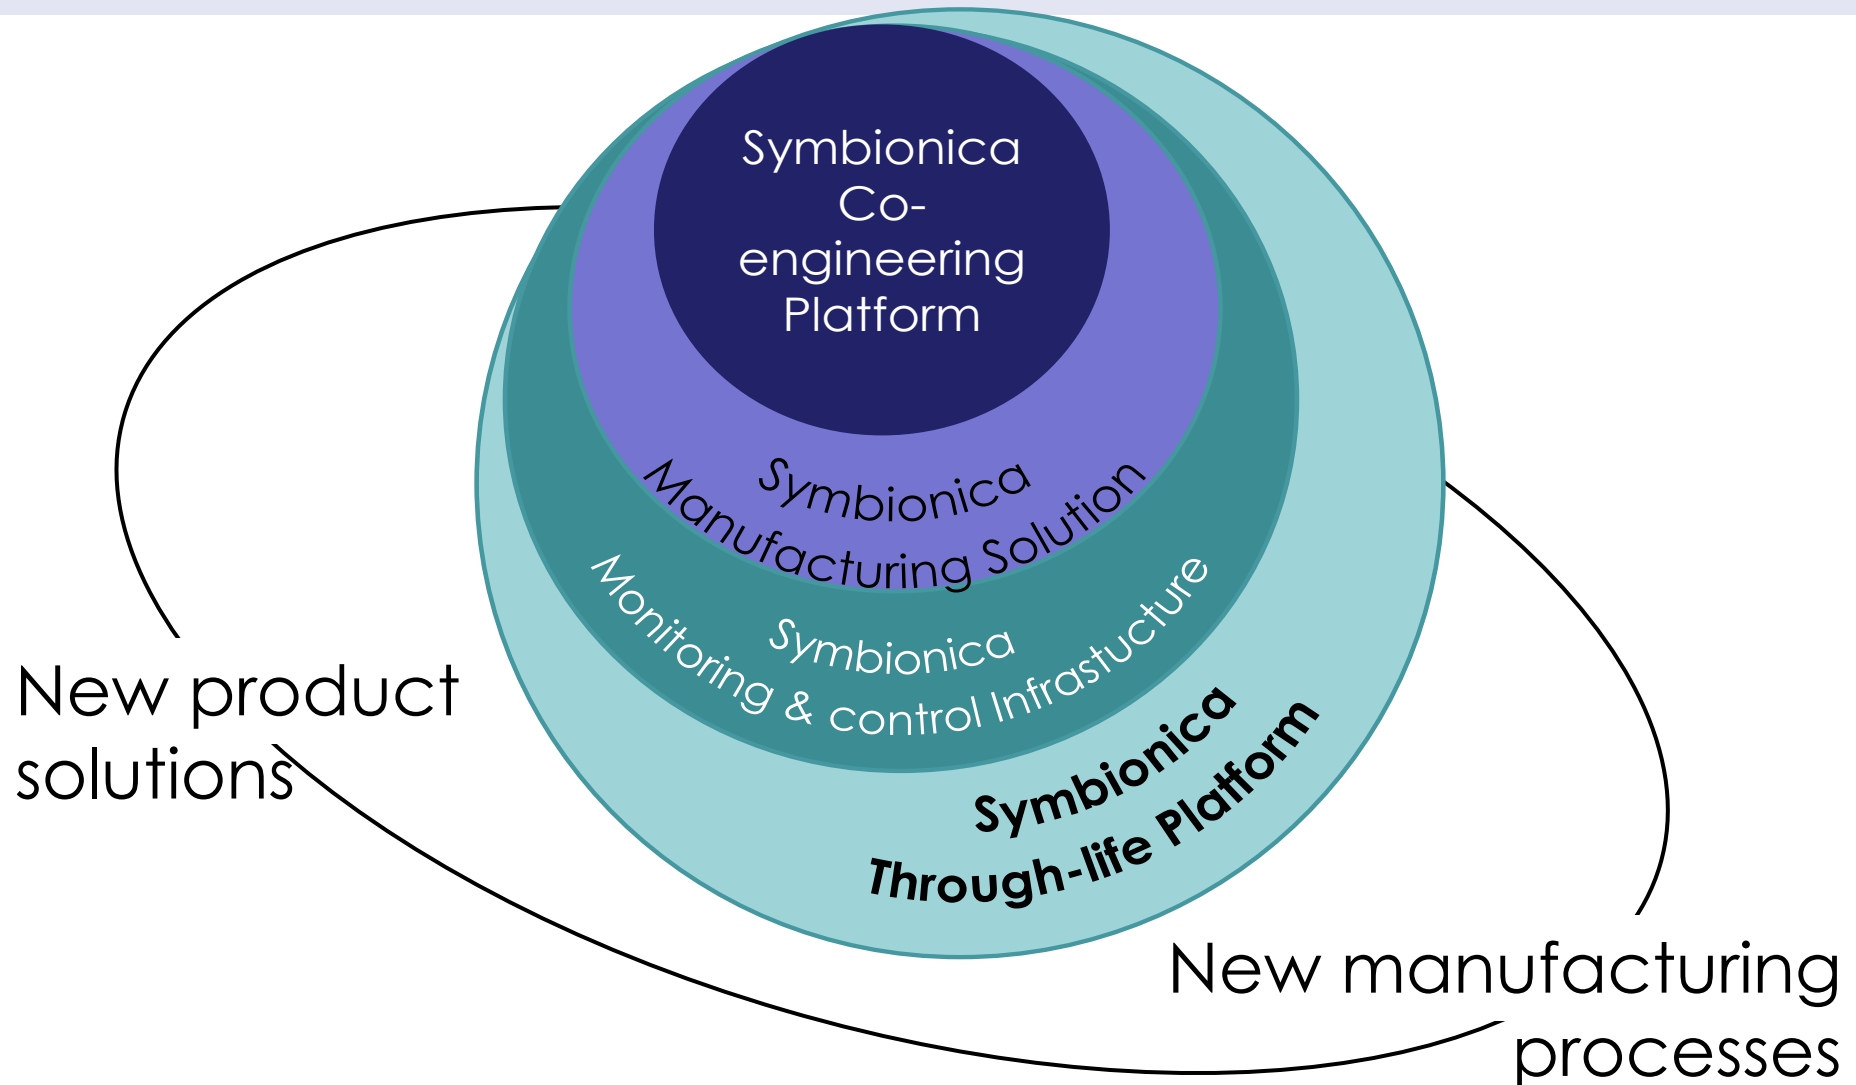 Symbionica
Co-
engineering
Platform
Symbionica
Manufacturing Solution
Symbionica
Monitoring & control Infrastucture
Symbionica
Through-life Platform
New product
solutions
New manufacturing
processes